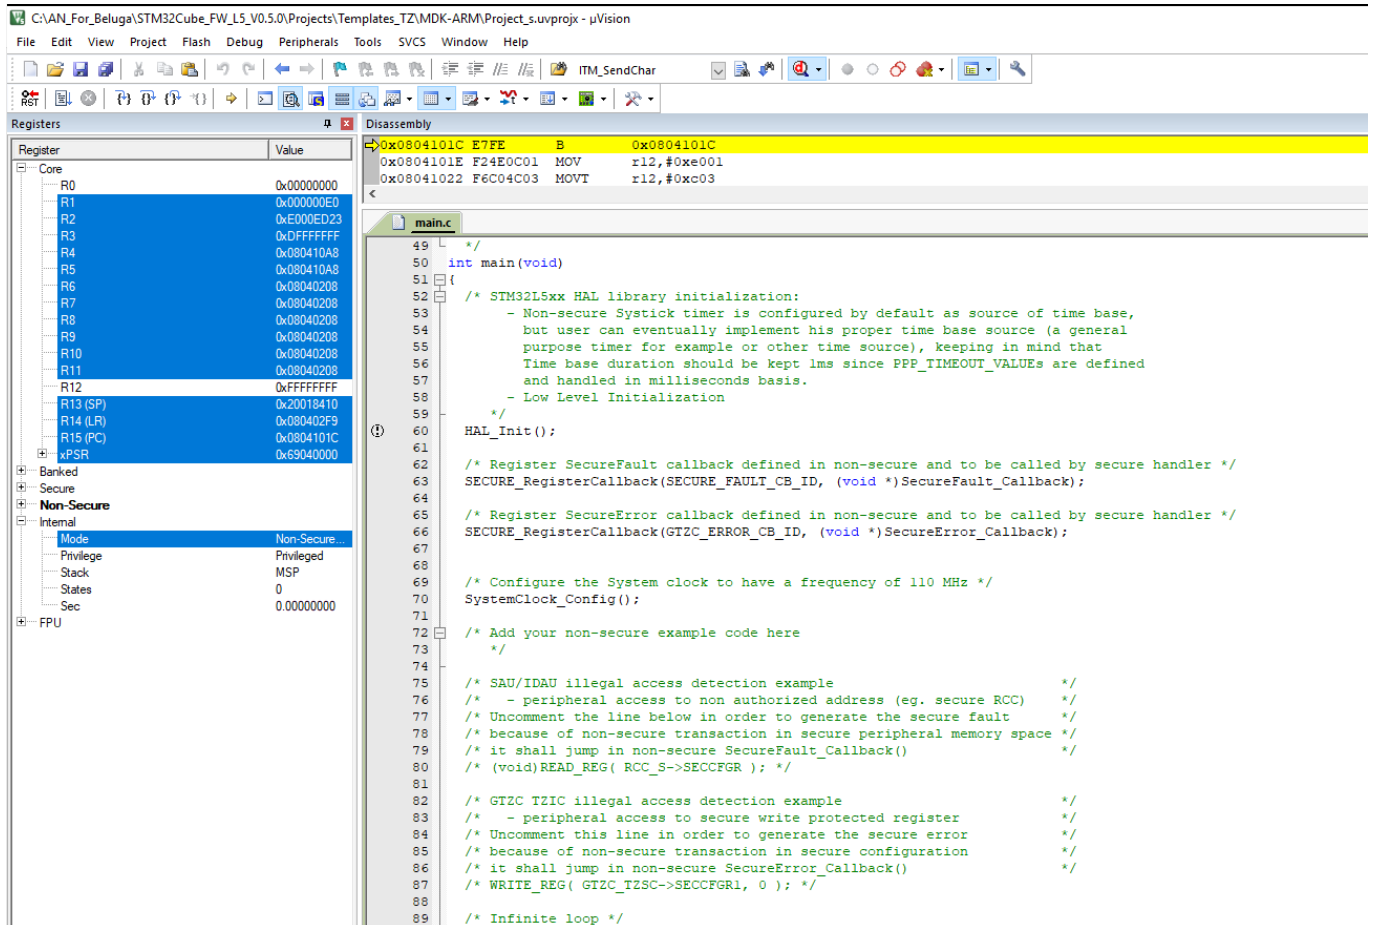 C:\AN_For_Beluga\STM32Cube_FW_L5_V0.5.0\Projects\Templates_TZ\MDK-ARM\Project_s.uvprojx - µVision
File Edit View Project Flash Debug Peripherals Tools SVCS Window Help
ITM_SendChar
RST
Registers
Disassembly
Register Value
Core
R0 0x00000000
R1 0x000000E0
R2 0xE000ED23
R3 0xDFFFFFFF
R4 0x080410A8
R5 0x080410A8
R6 0x08040208
R7 0x08040208
R8 0x08040208
R9 0x08040208
R10 0x08040208
R11 0x08040208
R12 0xFFFFFFFF
R13 (SP) 0x20018410
R14 (LR) 0x080402F9
R15 (PC) 0x0804101C
xPSR 0x69040000
Banked
Secure
Non-Secure
Internal
Mode Non-Secure...
Privilege Privileged
Stack MSP
States 0
Sec 0.00000000
FPU
0x0804101C E7FE B 0x0804101C
0x0804101E F24E0C01 MOV r12,#0xe001
0x08041022 F6C04C03 MOVT r12,#0xc03
main.c
49 */
50 int main(void)
51 {
52 /* STM32L5xx HAL library initialization:
53 - Non-secure Systick timer is configured by default as source of time base,
54 but user can eventually implement his proper time base source (a general
55 purpose timer for example or other time source), keeping in mind that
56 Time base duration should be kept 1ms since PPP_TIMEOUT_VALUEs are defined
57 and handled in milliseconds basis.
58 - Low Level Initialization
59 */
60 HAL_Init();
61
62 /* Register SecureFault callback defined in non-secure and to be called by secure handler */
63 SECURE_RegisterCallback(SECURE_FAULT_CB_ID, (void *)SecureFault_Callback);
64
65 /* Register SecureError callback defined in non-secure and to be called by secure handler */
66 SECURE_RegisterCallback(GTZC_ERROR_CB_ID, (void *)SecureError_Callback);
67
68
69 /* Configure the System clock to have a frequency of 110 MHz */
70 SystemClock_Config();
71
72 /* Add your non-secure example code here
73 */
74
75 /* SAU/IDAU illegal access detection example */
76 /* - peripheral access to non authorized address (eg. secure RCC) */
77 /* Uncomment the line below in order to generate the secure fault */
78 /* because of non-secure transaction in secure peripheral memory space */
79 /* it shall jump in non-secure SecureFault_Callback() */
80 /* (void)READ_REG( RCC_S->SECCFGR ); */
81
82 /* GTZC TZIC illegal access detection example */
83 /* - peripheral access to secure write protected register */
84 /* Uncomment this line in order to generate the secure error */
85 /* because of non-secure transaction in secure configuration */
86 /* it shall jump in non-secure SecureError_Callback() */
87 /* WRITE_REG( GTZC_TZSC->SECCFGR1, 0 ); */
88
89 /* Infinite loop */